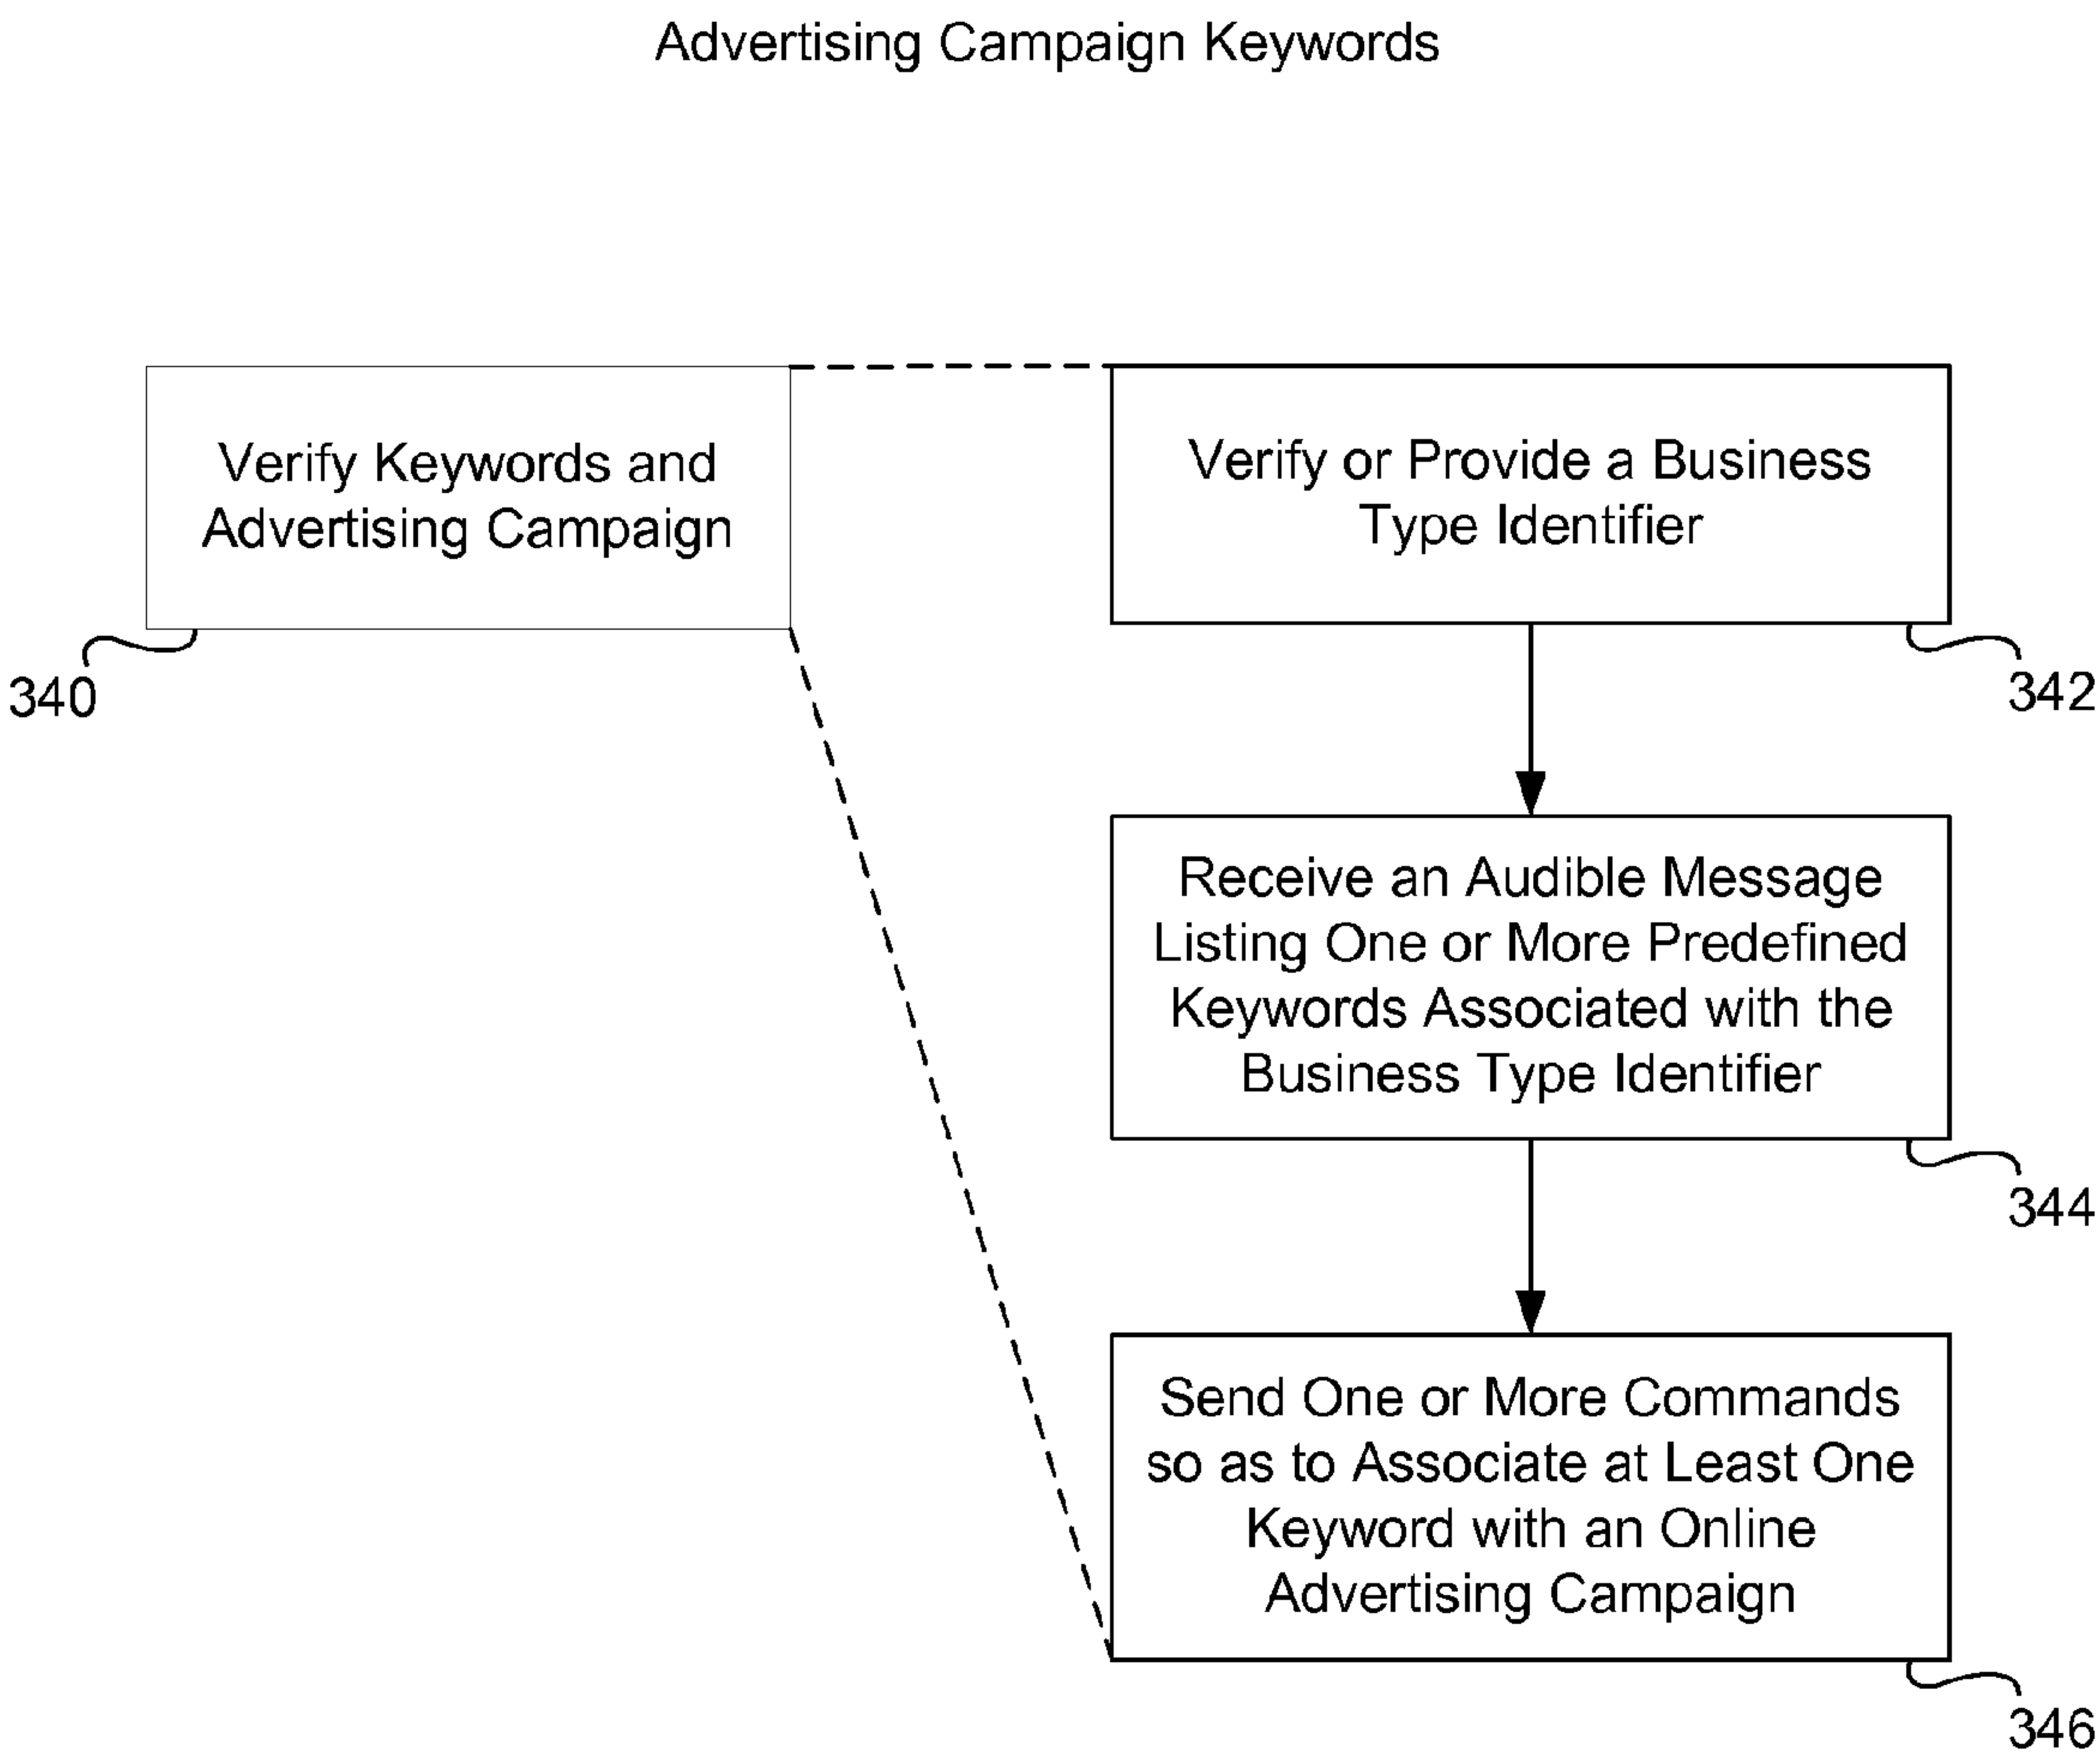 Advertising Campaign Keywords
Verify Keywords and
Advertising Campaign
340
Verify or Provide a Business
Type Identifier
342
Receive an Audible Message
Listing One or More Predefined
Keywords Associated with the
Business Type Identifier
344
Send One or More Commands
so as to Associate at Least One
Keyword with an Online
Advertising Campaign
346